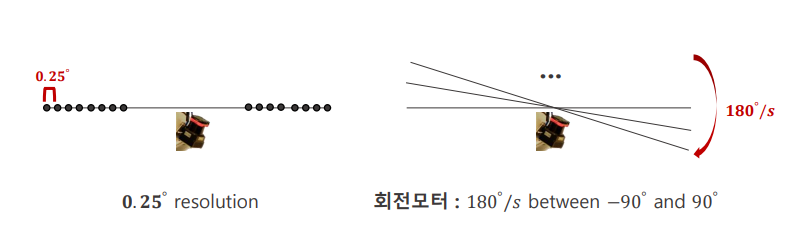 0.25°
...
180°/s
0.25° resolution
회전모터 : 180°/s between −90° and 90°